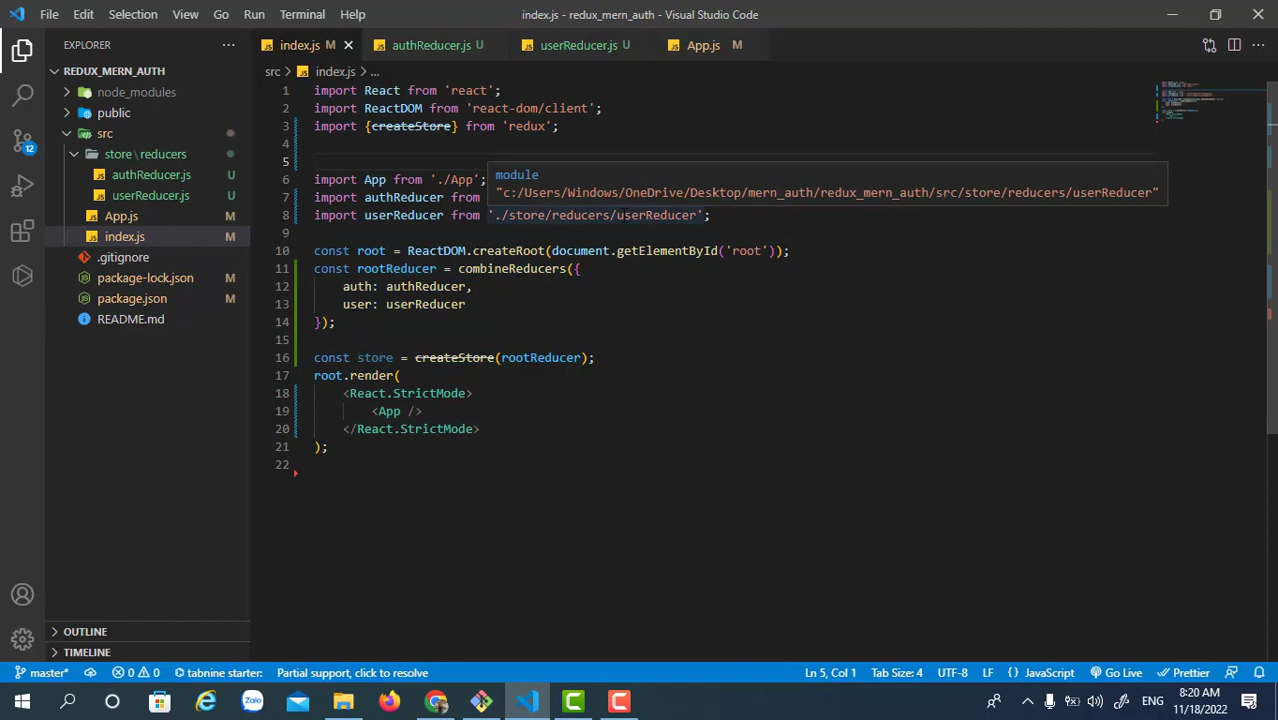 File Edit Selection View Go Run Terminal Help index.js - redux_mern_auth - Visual Studio Code
EXPLORER
index.js M authReducer.js U userReducer.js U App.js M
REDUX_MERN_AUTH
node_modules
public
src
store\reducers
authReducer.js U
userReducer.js U
App.js M
index.js M
.gitignore
package-lock.json M
package.json M
README.md
OUTLINE
TIMELINE
12
src > index.js > ...
1 import React from 'react';
2 import ReactDOM from 'react-dom/client';
3 import {createStore} from 'redux';
4
5
module
"c:/Users/Windows/OneDrive/Desktop/mern_auth/redux_mern_auth/src/store/reducers/userReducer"
6 import App from './App';
7 import authReducer from
8 import userReducer from './store/reducers/userReducer';
9
10 const root = ReactDOM.createRoot(document.getElementById('root'));
11 const rootReducer = combineReducers({
12 auth: authReducer,
13 user: userReducer
14 });
15
16 const store = createStore(rootReducer);
17 root.render(
18 <React.StrictMode>
19 <App />
20 </React.StrictMode>
21 );
22
master* 0 0 tabnine starter: Partial support, click to resolve Ln 5, Col 1 Tab Size: 4 UTF-8 LF { } JavaScript Go Live Prettier
Zalo ENG 8:20 AM
11/18/2022